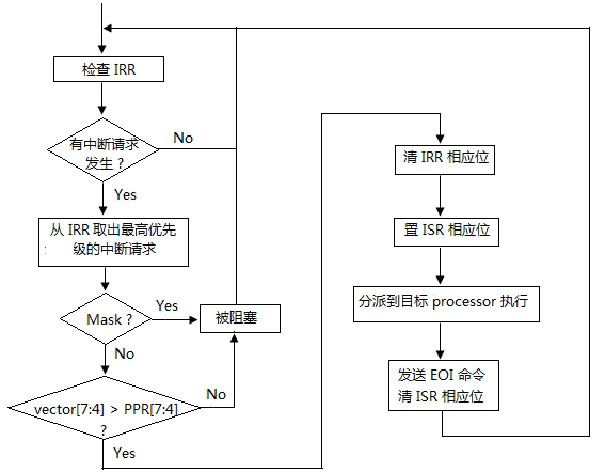 检查 IRR
有中断请求
发生？
No
Yes
从 IRR 取出最高优先
级的中断请求
Mask？
Yes
被阻塞
No
vector[7:4] > PPR[7:4]
？
No
Yes
清 IRR 相应位
置 ISR 相应位
分派到目标 processor 执行
发送 EOI 命令
清 ISR 相应位